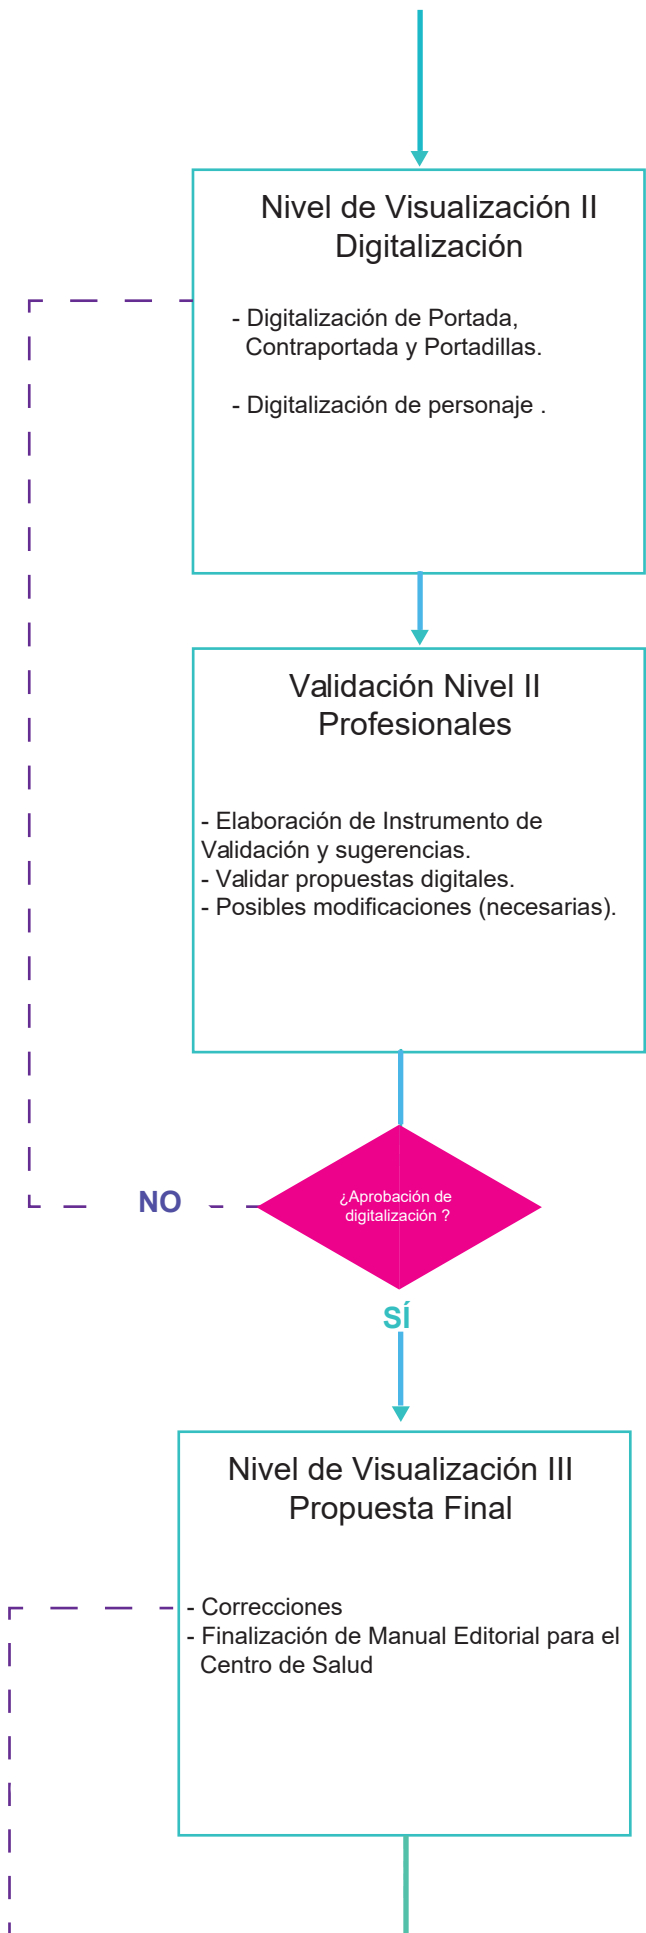 Nivel de Visualización II
Digitalización
- Digitalización de Portada,
Contraportada y Portadillas.
- Digitalización de personaje .
Validación Nivel II
Profesionales
- Elaboración de Instrumento de
Validación y sugerencias.
- Validar propuestas digitales.
- Posibles modificaciones (necesarias).
¿Aprobación de
digitalización ?
NO
SÍ
Nivel de Visualización III
Propuesta Final
- Correcciones
- Finalización de Manual Editorial para el
Centro de Salud